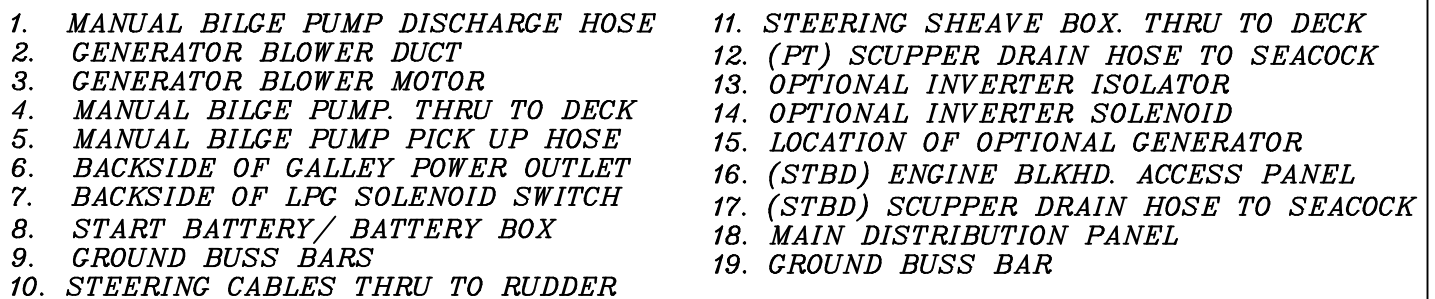 1. MANUAL BILGE PUMP DISCHARGE HOSE
2. GENERATOR BLOWER DUCT
3. GENERATOR BLOWER MOTOR
4. MANUAL BILGE PUMP. THRU TO DECK
5. MANUAL BILGE PUMP PICK UP HOSE
6. BACKSIDE OF GALLEY POWER OUTLET
7. BACKSIDE OF LPG SOLENOID SWITCH
8. START BATTERY/ BATTERY BOX
9. GROUND BUSS BARS
10. STEERING CABLES THRU TO RUDDER
11. STEERING SHEAVE BOX. THRU TO DECK
12. (PT) SCUPPER DRAIN HOSE TO SEACOCK
13. OPTIONAL INVERTER ISOLATOR
14. OPTIONAL INVERTER SOLENOID
15. LOCATION OF OPTIONAL GENERATOR
16. (STBD) ENGINE BLKHD. ACCESS PANEL
17. (STBD) SCUPPER DRAIN HOSE TO SEACOCK
18. MAIN DISTRIBUTION PANEL
19. GROUND BUSS BAR